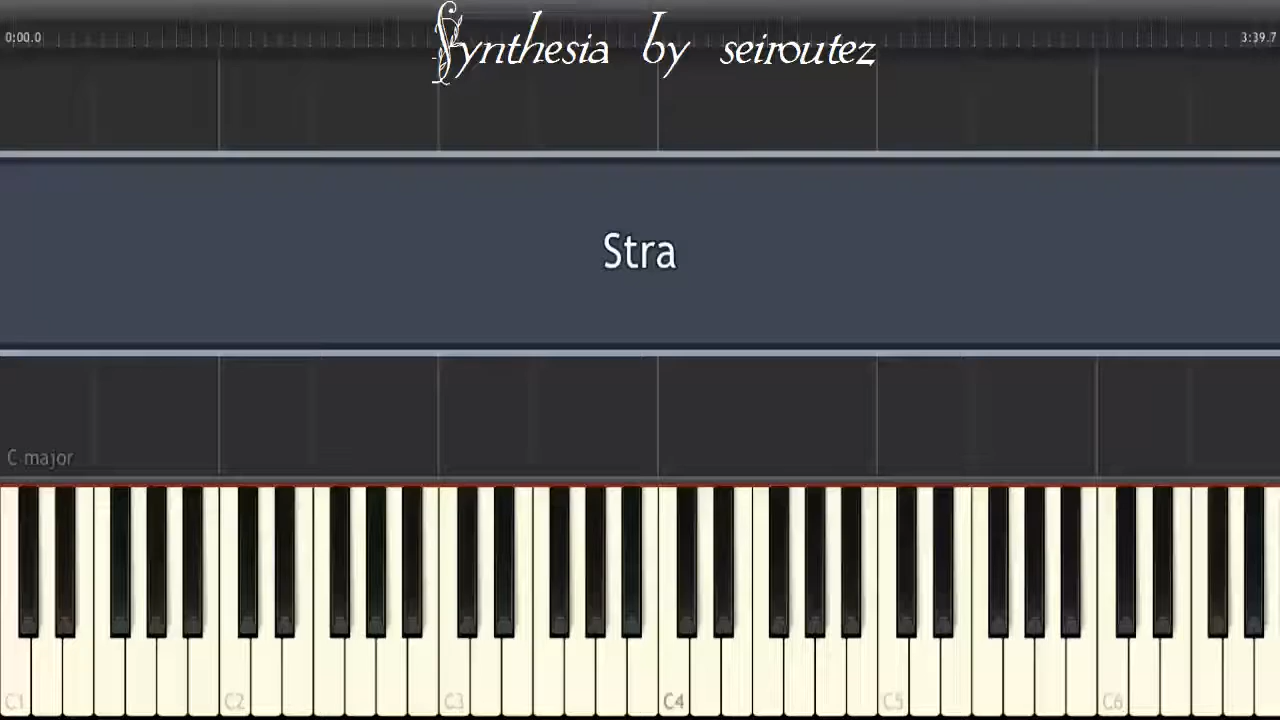 Synthesia by seiroutez
0:00.0 3:39.7
Stra
C major
C1 C2 C3 C4 C5 C6